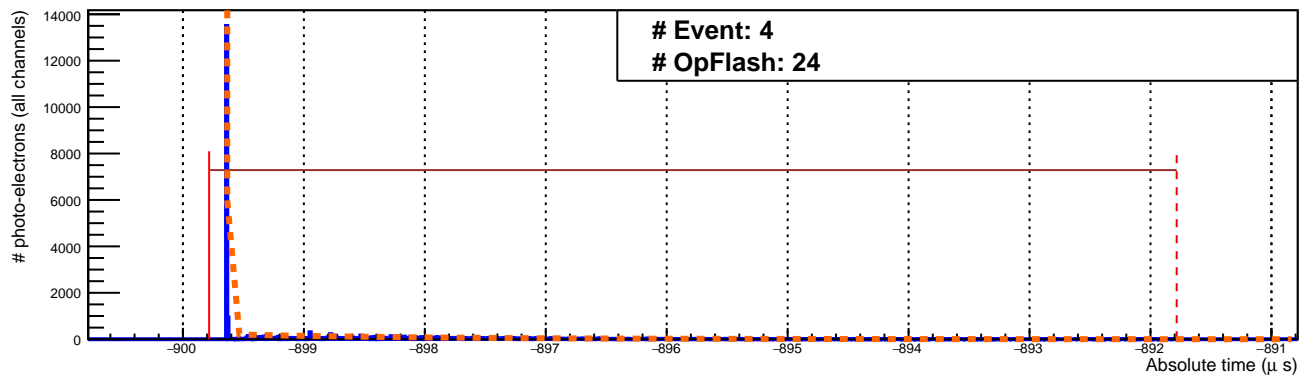 # Event: 4
# OpFlash: 24
# photo-electrons (all channels)
14000
12000
10000
8000
6000
4000
2000
0
−900 −899 −898 −897 −896 −895 −894 −893 −892 −891
Absolute time (μ s)